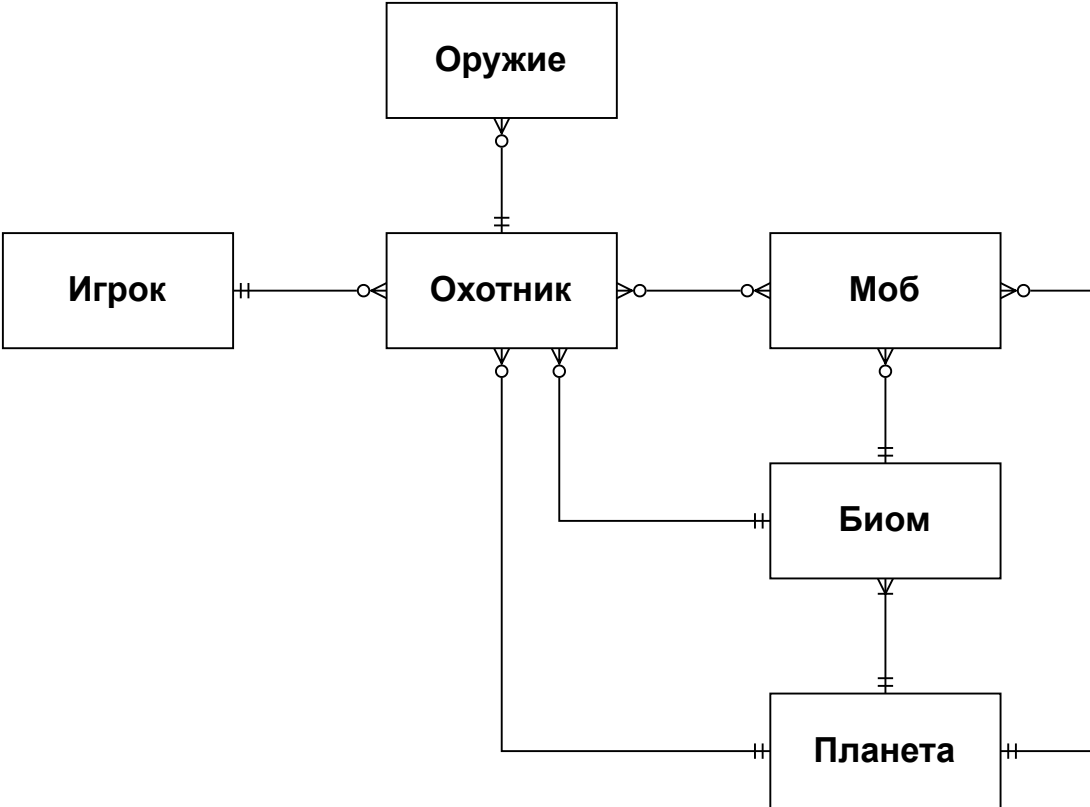 Оружие
Игрок
Охотник
Моб
Биом
Планета